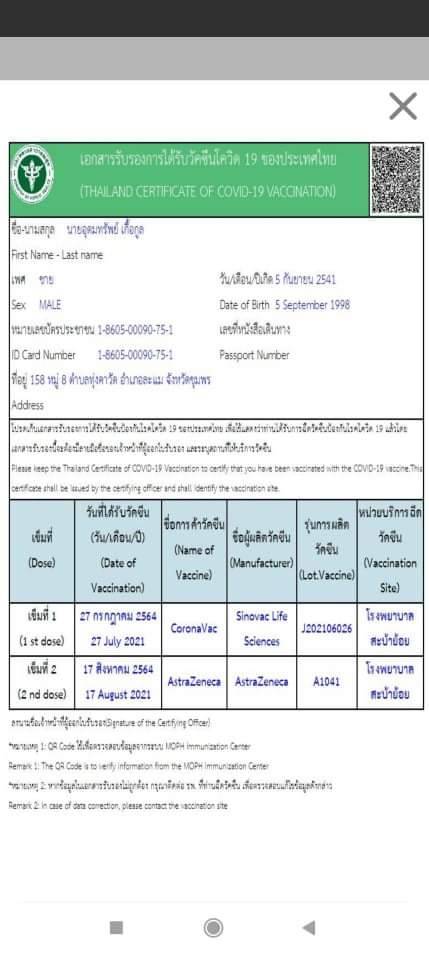 เอกสารรับรองการได้รับวัคซีนโควิด 19 ของประเทศไทย
(THAILAND CERTIFICATE OF COVID-19 VACCINATION)
ชื่อ-นามสกุล นายอุดมทรัพย์ เกื้อกูล
First Name - Last name
เพศ ชาย วัน/เดือน/ปีเกิด 5 กันยายน 2541
Sex MALE Date of Birth 5 September 1998
หมายเลขบัตรประชาชน 1-8605-00090-75-1 เลขที่หนังสือเดินทาง
ID Card Number 1-8605-00090-75-1 Passport Number
ที่อยู่ 158 หมู่ 8 ตำบลทุ่งคาวัด อำเภอละแม จังหวัดชุมพร
Address
โปรดเก็บเอกสารรับรองการได้รับวัคซีนป้องกันโรคโควิด 19 ของประเทศไทย เพื่อใช้แสดงว่าท่านได้รับการฉีดวัคซีนป้องกันโรคโควิด 19 แล้วโดย
เอกสารรับรองนี้จะต้องมีลายมือชื่อของเจ้าหน้าที่ผู้ออกใบรับรอง และระบุสถานที่ให้บริการวัคซีน
Please keep the Thailand Certificate of COVID-19 Vaccination to certify that you have been vaccinated with the COVID-19 vaccine.This
certificate shall be issued by the certifying officer and shall identify the vaccination site.
เข็มที่
(Dose)
วันที่ได้รับวัคซีน
(วัน/เดือน/ปี)
(Date of
Vaccination)
ชื่อการค้าวัคซีน
(Name of
Vaccine)
ชื่อผู้ผลิตวัคซีน
(Manufacturer)
รุ่นการผลิต
วัคซีน
(Lot.Vaccine)
หน่วยบริการฉีด
วัคซีน
(Vaccination
Site)
เข็มที่ 1
(1 st dose)
27 กรกฎาคม 2564
27 July 2021
CoronaVac
Sinovac Life
Sciences
J202106026
โรงพยาบาล
สะบ้าย้อย
เข็มที่ 2
(2 nd dose)
17 สิงหาคม 2564
17 August 2021
AstraZeneca
AstraZeneca
A1041
โรงพยาบาล
สะบ้าย้อย
ลงนามชื่อเจ้าหน้าที่ผู้ออกใบรับรอง(Signature of the Certifying Officer)
*หมายเหตุ 1: QR Code ใช้เพื่อตรวจสอบข้อมูลจากระบบ MOPH Immunization Center
Remark 1: The QR Code is to verify information from the MOPH Immunization Center
*หมายเหตุ 2: หากข้อมูลในเอกสารรับรองไม่ถูกต้อง กรุณาติดต่อ รพ. ที่ท่านฉีดวัคซีน เพื่อตรวจสอบแก้ไขข้อมูลดังกล่าว
Remark 2: In case of data correction, please contact the vaccination site